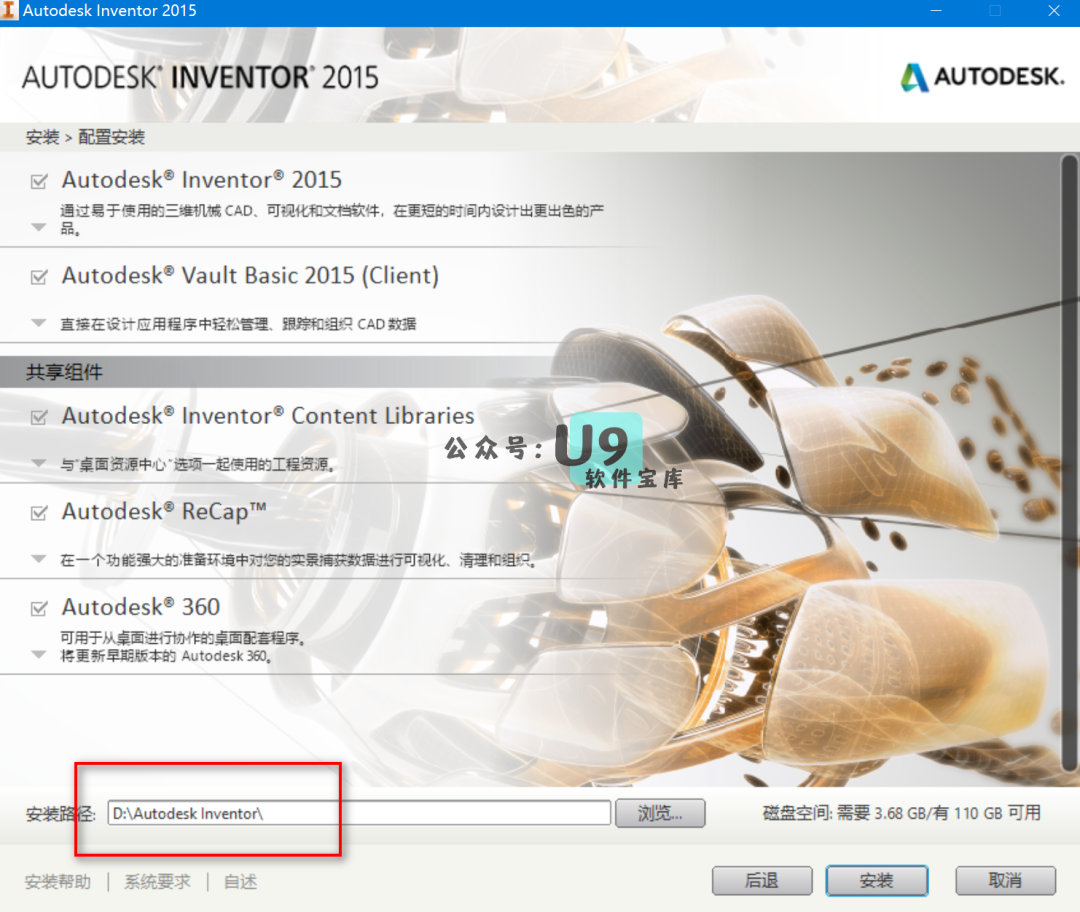 Autodesk Inventor 2015
AUTODESK® INVENTOR® 2015
AUTODESK.
安装 > 配置安装
Autodesk® Inventor® 2015
通过易于使用的三维机械 CAD、可视化和文档软件，在更短的时间内设计出更出色的产
品。
Autodesk® Vault Basic 2015 (Client)
直接在设计应用程序中轻松管理、跟踪和组织 CAD 数据
共享组件
Autodesk® Inventor® Content Libraries
公众号: U9
软件宝库
与“桌面资源中心”选项一起使用的工程资源。
Autodesk® ReCap™
在一个功能强大的准备环境中对您的实景捕获数据进行可视化、清理和组织。
Autodesk® 360
可用于从桌面进行协作的桌面配套程序。
将更新早期版本的 Autodesk 360。
安装路径: D:\Autodesk Inventor\ 浏览... 磁盘空间: 需要 3.68 GB/有 110 GB 可用
安装帮助 | 系统要求 | 自述 后退 安装 取消